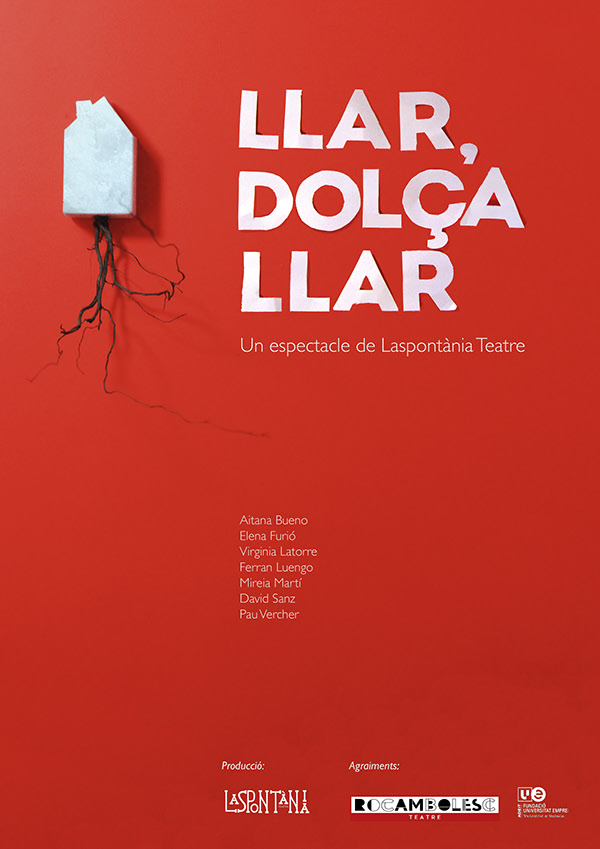 LLAR,
DOLÇA
LLAR
Un espectacle de Laspontània Teatre
Aitana Bueno
Elena Furió
Virginia Latorre
Ferran Luengo
Mireia Martí
David Sanz
Pau Vercher
Producció:
Agraiments:
LASPONTÀNIA
ROCAMBOLESC
TEATRE
FUNDACIÓ
UNIVERSITAT EMPRE